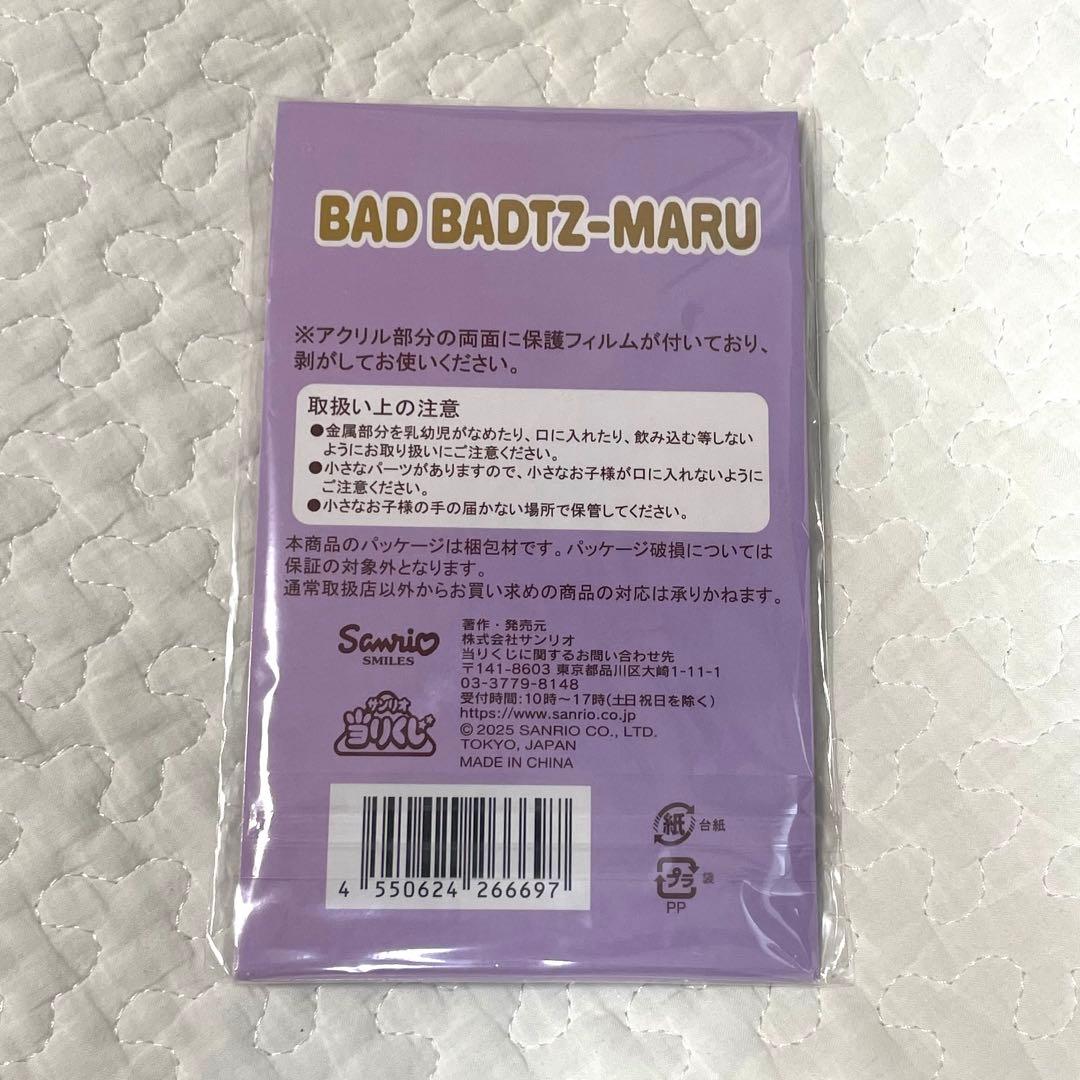 BAD BADTZ-MARU
※アクリル部分の両面に保護フィルムが付いており、
剥がしてお使いください。
取扱い上の注意
●金属部分を乳幼児がなめたり、口に入れたり、飲み込む等しない
ようにお取り扱いにご注意ください。
●小さなパーツがありますので、小さなお子様が口に入れないように
ご注意ください。
●小さなお子様の手の届かない場所で保管してください。
本商品のパッケージは梱包材です。パッケージ破損については
保証の対象外となります。
通常取扱店以外からお買い求めの商品の対応は承りかねます。
Sanrio
SMILES
サンリオ
当りくじ
著作・発売元
株式会社サンリオ
当りくじに関するお問い合わせ先
〒141-8603 東京都品川区大崎1-11-1
03-3779-8148
受付時間:10時〜17時(土日祝日を除く)
https://www.sanrio.co.jp
© 2025 SANRIO CO., LTD.
TOKYO, JAPAN
MADE IN CHINA
4 550624 266697
紙 台紙
プラ 袋
PP